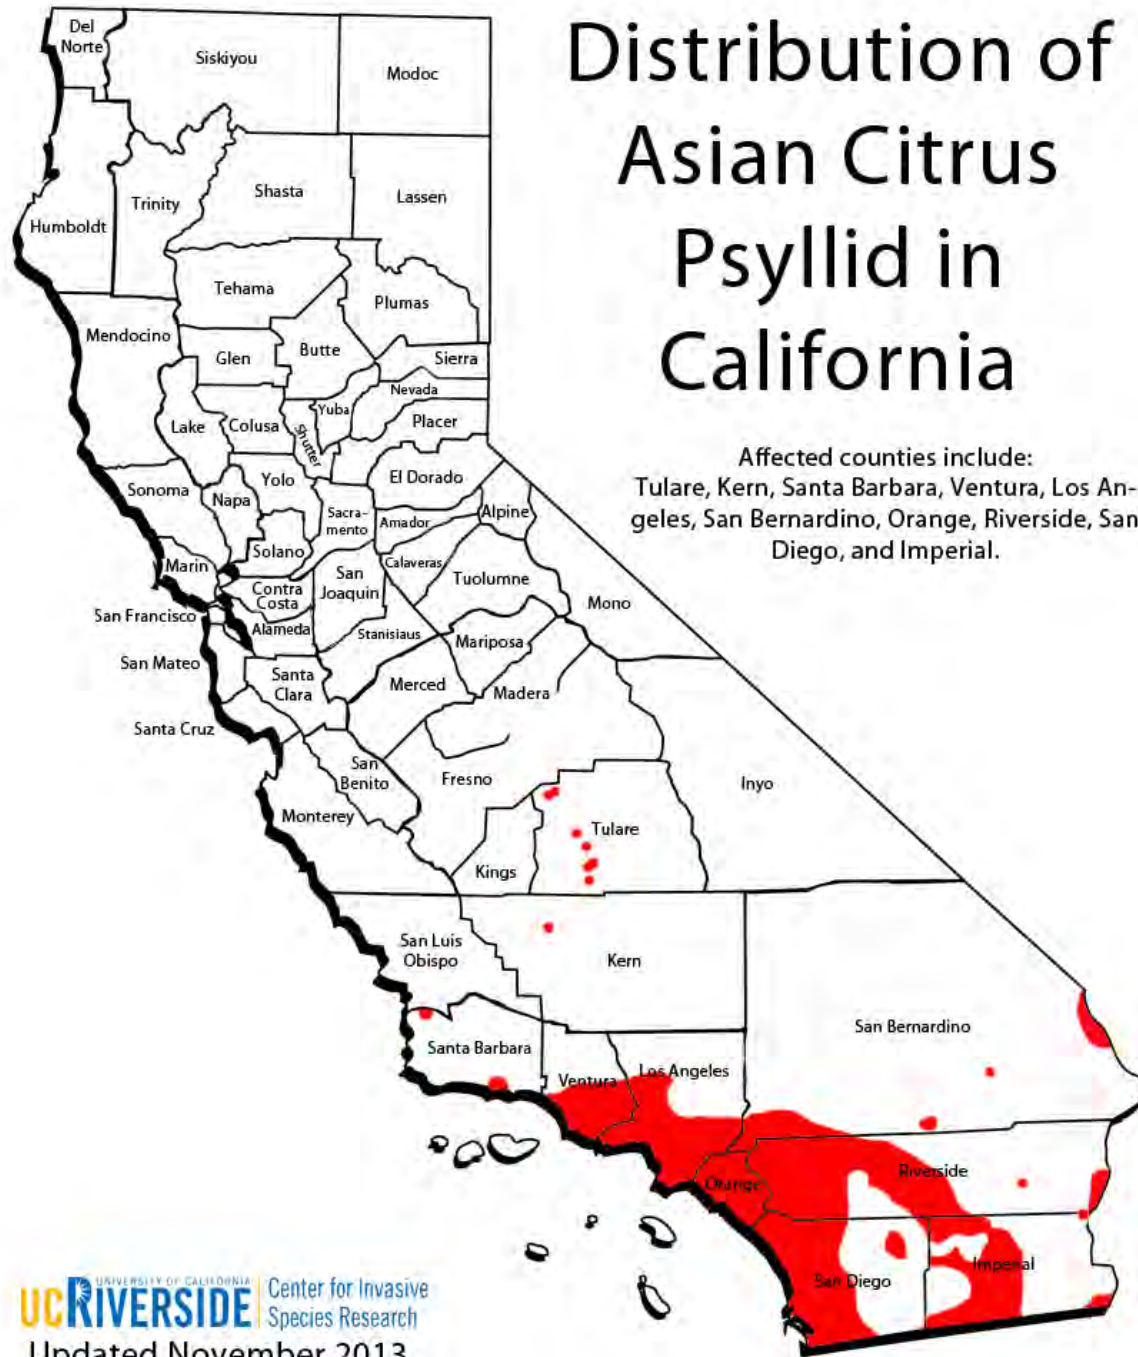 Distribution of
Asian Citrus
Psyllid in
California
Affected counties include:
Tulare, Kern, Santa Barbara, Ventura, Los An-
geles, San Bernardino, Orange, Riverside, San
Diego, and Imperial.
Del
Norte
Siskiyou
Modoc
Humboldt
Trinity
Shasta
Lassen
Tehama
Plumas
Mendocino
Glen
Butte
Sierra
Nevada
Lake
Colusa
Shutter
Yuba
Placer
Sonoma
Napa
Yolo
El Dorado
Sacra-
mento
Amador
Alpine
Marin
Solano
Calaveras
Contra
Costa
San
Joaquin
Tuolumne
Mono
San Francisco
Alameda
Stanisiaus
Mariposa
San Mateo
Santa
Clara
Merced
Madera
Santa Cruz
San
Benito
Fresno
Inyo
Monterey
Tulare
Kings
San Luis
Obispo
Kern
San Bernardino
Santa Barbara
Ventura
Los Angeles
Orange
Riverside
San Diego
Imperial
UNIVERSITY OF CALIFORNIA
UCRIVERSIDE
Center for Invasive
Species Research
Updated November 2013